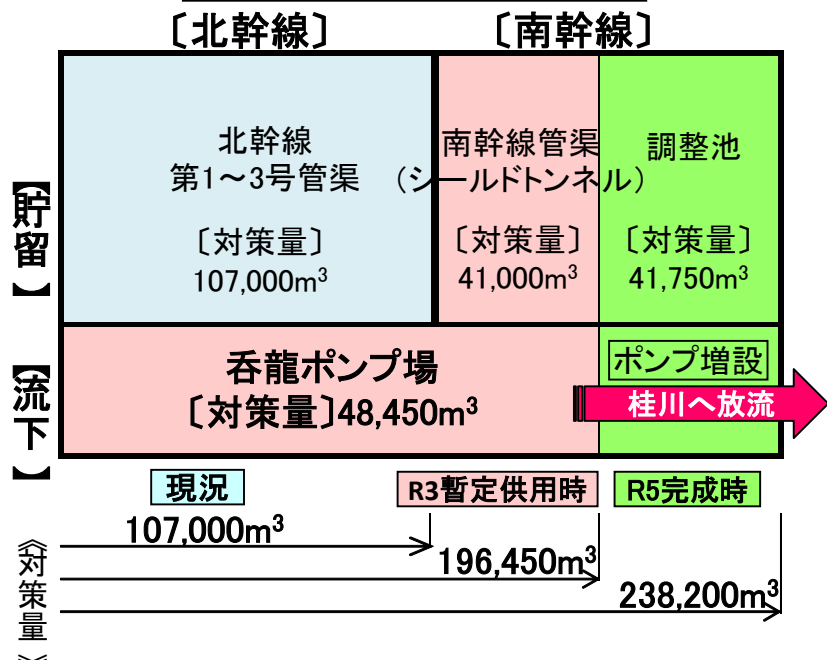 〔北幹線〕
〔南幹線〕
【貯留】
北幹線
第1～3号管渠
〔対策量〕
107,000m³
南幹線管渠
（シールドトンネル）
〔対策量〕
41,000m³
調整池
〔対策量〕
41,750m³
【流下】
呑龍ポンプ場
〔対策量〕48,450m³
ポンプ増設
桂川へ放流
現況
R3暫定供用時
R5完成時
《対策量》
107,000m³
196,450m³
238,200m³